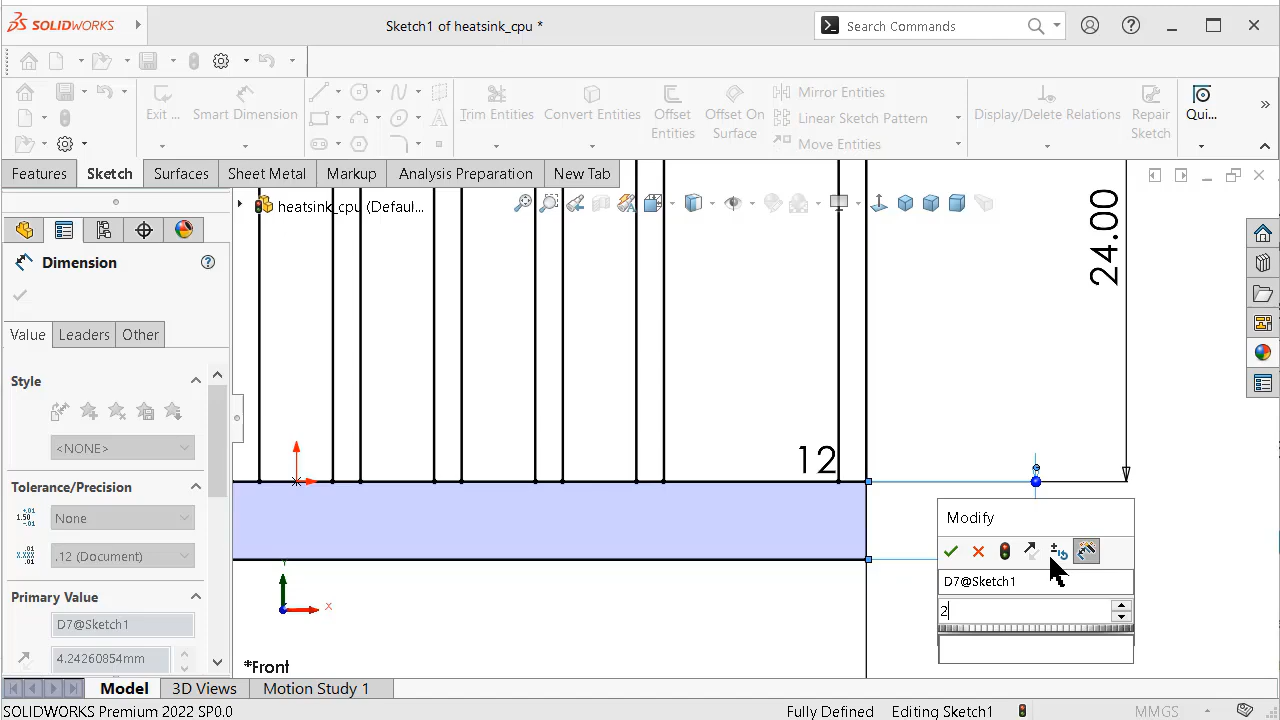 SOLIDWORKS
Sketch1 of heatsink_cpu *
Search Commands
Exit ...
Smart Dimension
Trim Entities
Convert Entities
Offset
Entities
Offset On
Surface
Mirror Entities
Linear Sketch Pattern
Move Entities
Display/Delete Relations
Repair
Sketch
Qui...
Features
Sketch
Surfaces
Sheet Metal
Markup
Analysis Preparation
New Tab
heatsink_cpu (Defaul...
Dimension
Value
Leaders
Other
Style
<NONE>
Tolerance/Precision
None
.12 (Document)
Primary Value
D7@Sketch1
4.24260854mm
24.00
12
Modify
D7@Sketch1
2
X
Y
*Front
Model
3D Views
Motion Study 1
SOLIDWORKS Premium 2022 SP0.0
Fully Defined
Editing Sketch1
MMGS